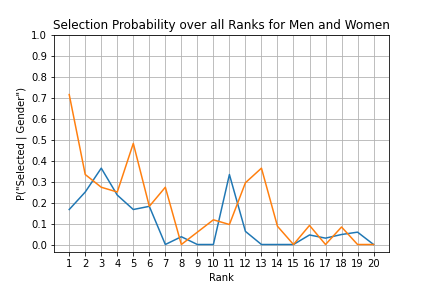 Selection Probability over all Ranks for Men and Women
P("Selected | Gender")
1.0
0.9
0.8
0.7
0.6
0.5
0.4
0.3
0.2
0.1
0.0
1 2 3 4 5 6 7 8 9 10 11 12 13 14 15 16 17 18 19 20
Rank